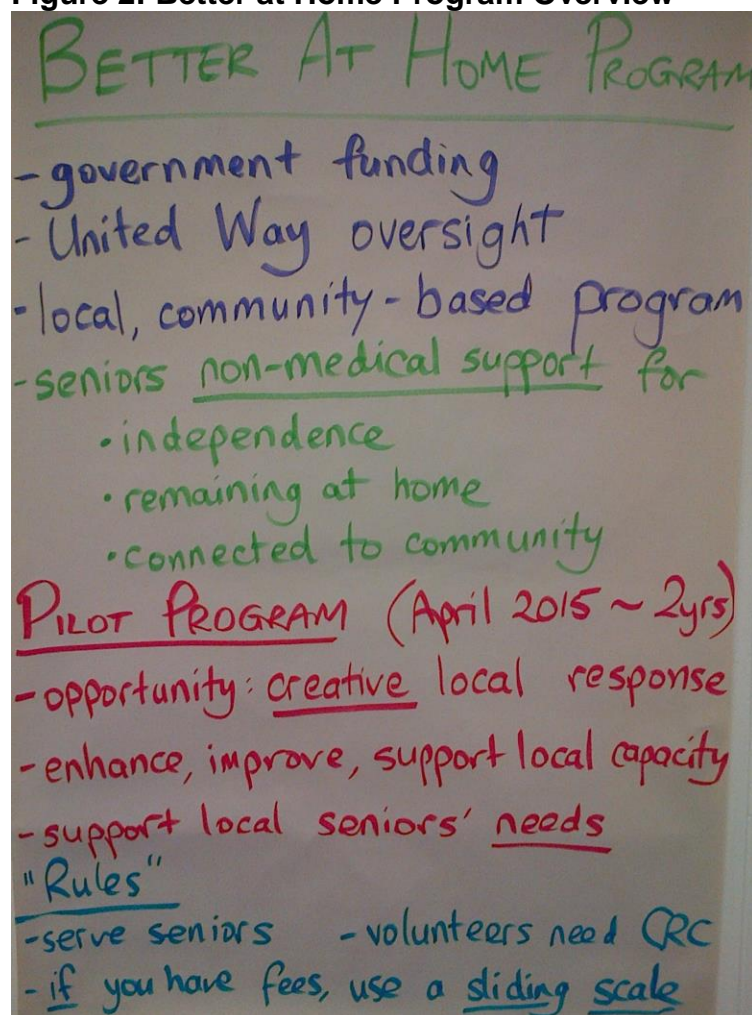 Figure 2: Better at Home Program Overview
BETTER AT HOME PROGRAM
- government funding
- United Way oversight
- local, community-based program
- seniors non-medical support for
• independence
• remaining at home
• connected to community
PILOT PROGRAM (April 2015 ~ 2yrs)
- opportunity: creative local response
- enhance, improve, support local capacity
- support local seniors' needs
"Rules"
- serve seniors - volunteers need CRC
- if you have fees, use a sliding scale